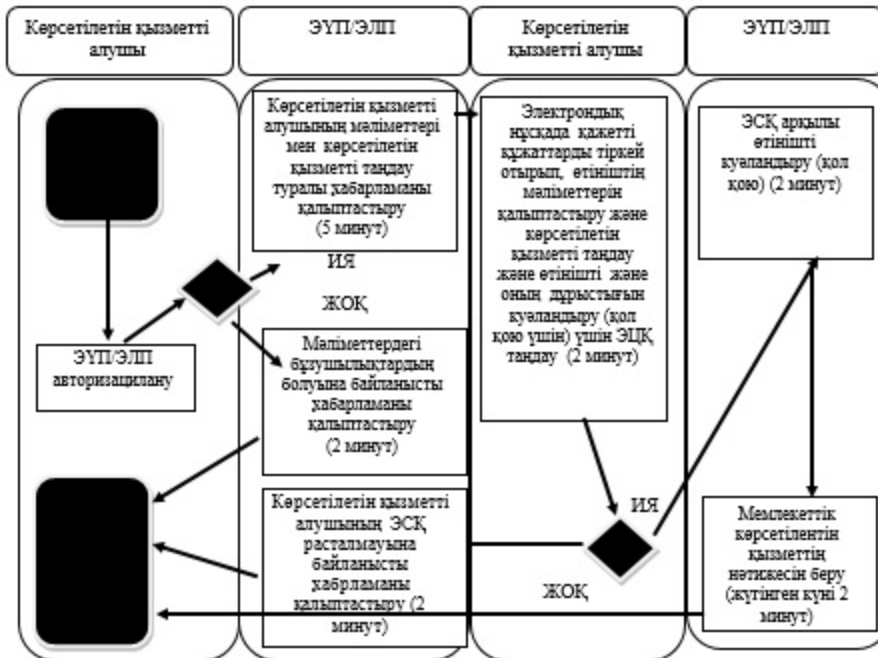 Көрсетілетін қызметті
алушы
ЭҮП/ЭЛП
Көрсетілетін
қызметті алушы
ЭҮП/ЭЛП
Көрсетілетін қызметті
алушының мәліметтері
мен көрсетілетін
қызметті таңдау
туралы хабарламаны
қалыптастыру
(5 минут)
ИЯ
ЖОҚ
ЭҮП/ЭЛП
авторизацилану
Мәліметтердегі
бұзушылықтардың
болуына байланысты
хабарламаны
қалыптастыру
(2 минут)
Көрсетілетін қызметті
алушының ЭСҚ
расталмауына
байланысты
хабрламаны
қалыптастыру (2
минут)
Электрондық
нұсқада қажетті
құжаттарды тіркей
отырып, өтініштің
мәліметтерін
қалыптастыру және
көрсетілетін
қызметті таңдау
және өтінішті және
оның дұрыстығын
куәландыру (қол
қою үшін) үшін ЭЦҚ
таңдау (2 минут)
ИЯ
ЖОҚ
ЭСҚ арқылы
өтінішті
куәландыру (қол
қою) (2 минут)
Мемлекеттік
көрсетілентін
қызметтің
нәтижесін беру
(жүгінген күні 2
минут)